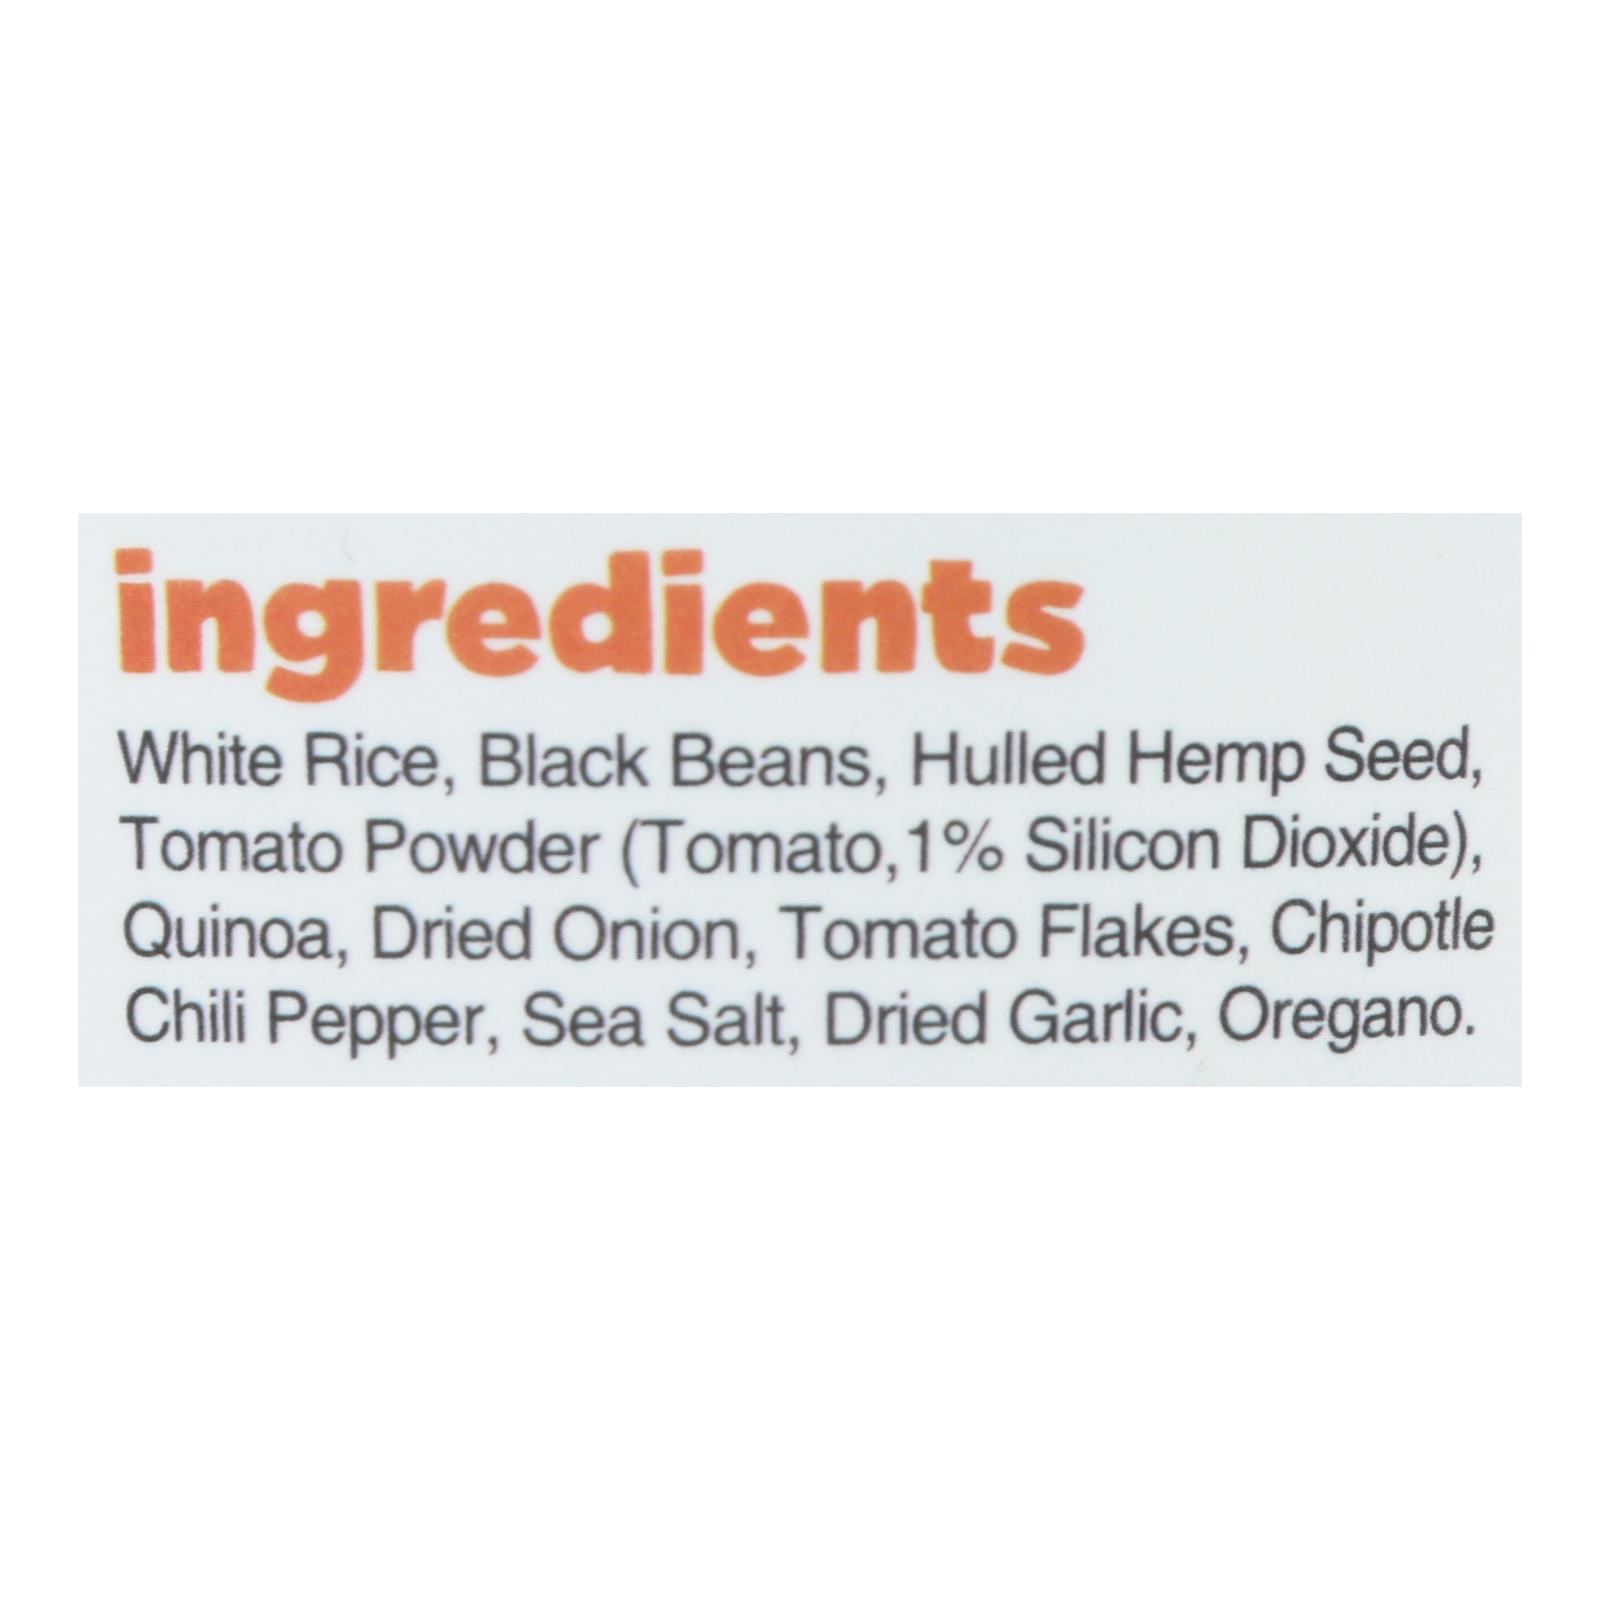 ingredients
White Rice, Black Beans, Hulled Hemp Seed,
Tomato Powder (Tomato,1% Silicon Dioxide),
Quinoa, Dried Onion, Tomato Flakes, Chipotle
Chili Pepper, Sea Salt, Dried Garlic, Oregano.